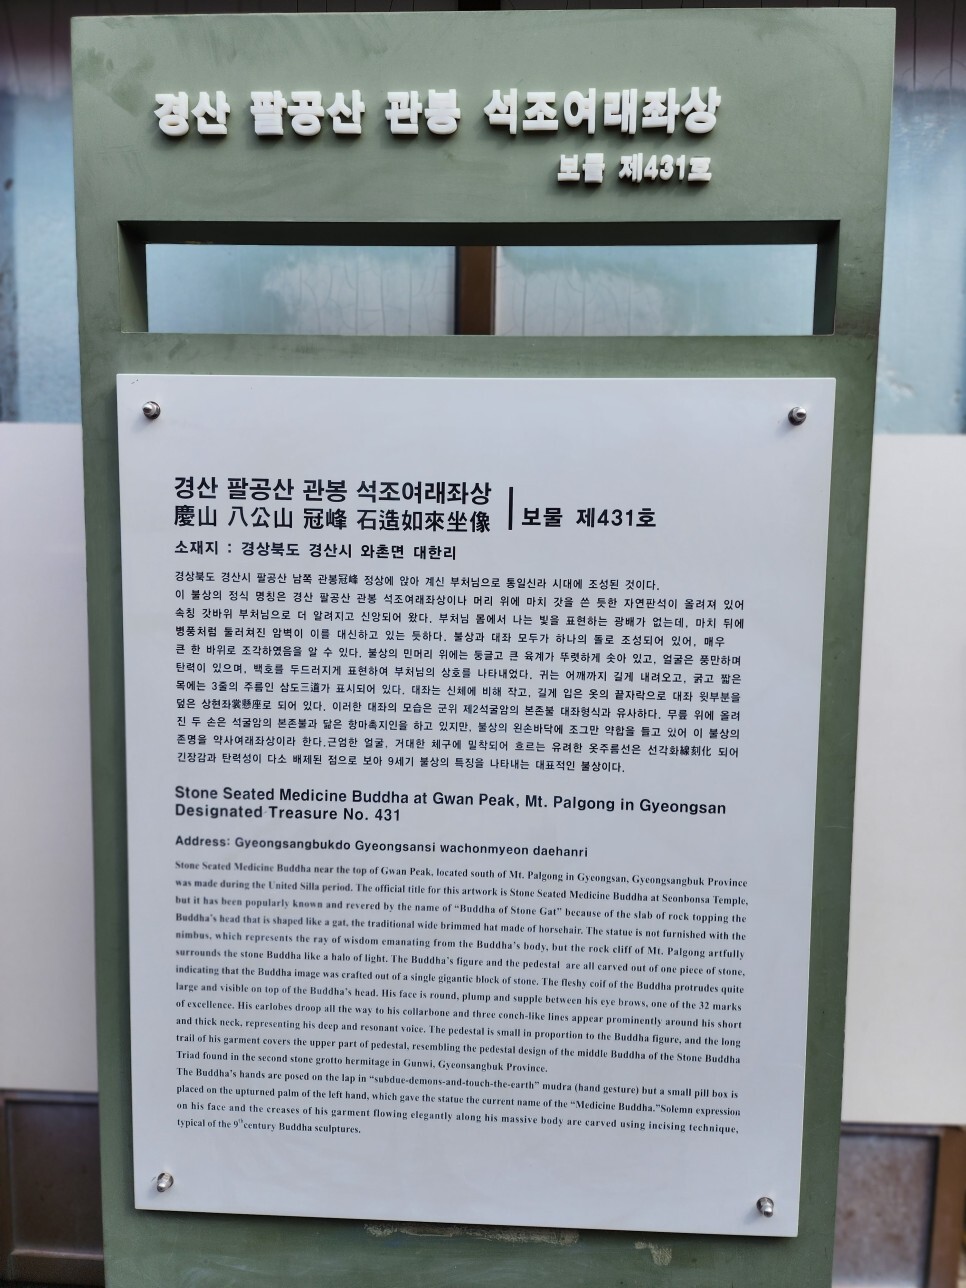 경산 팔공산 관봉 석조여래좌상
보물 제431호
경산 팔공산 관봉 석조여래좌상
慶山 八公山 冠峰 石造如來坐像
보물 제431호
소재지 : 경상북도 경산시 와촌면 대한리
경상북도 경산시 팔공산 남쪽 관봉冠峰 정상에 앉아 계신 부처님으로 통일신라 시대에 조성된 것이다.
이 불상의 정식 명칭은 경산 팔공산 관봉 석조여래좌상이나 머리 위에 마치 갓을 쓴 듯한 자연판석이 올려져 있어
속칭 갓바위 부처님으로 더 알려지고 신앙되어 왔다. 부처님 몸에서 나는 빛을 표현하는 광배가 없는데, 마치 뒤에
병풍처럼 둘러쳐진 암벽이 이를 대신하고 있는 듯하다. 불상과 대좌 모두가 하나의 돌로 조성되어 있어, 매우
큰 한 바위로 조각하였음을 알 수 있다. 불상의 민머리 위에는 둥글고 큰 육계가 뚜렷하게 솟아 있고, 얼굴은 풍만하며
탄력이 있으며, 백호를 두드러지게 표현하여 부처님의 상호를 나타내었다. 귀는 어깨까지 길게 내려오고, 굵고 짧은
목에는 3줄의 주름인 삼도三道가 표시되어 있다. 대좌는 신체에 비해 작고, 길게 입은 옷의 끝자락으로 대좌 윗부분을
덮은 상현좌裳懸座로 되어 있다. 이러한 대좌의 모습은 군위 제2석굴암의 본존불 대좌형식과 유사하다. 무릎 위에 올려
진 두 손은 석굴암의 본존불과 닮은 항마촉지인을 하고 있지만, 불상의 왼손바닥에 조그만 약합을 들고 있어 이 불상의
존명을 약사여래좌상이라 한다.근엄한 얼굴, 거대한 체구에 밀착되어 흐르는 유려한 옷주름선은 선각화線刻化 되어
긴장감과 탄력성이 다소 배제된 점으로 보아 9세기 불상의 특징을 나타내는 대표적인 불상이다.
Stone Seated Medicine Buddha at Gwan Peak, Mt. Palgong in Gyeongsan
Designated Treasure No. 431
Address: Gyeongsangbukdo Gyeongsansi wachonmyeon daehanri
Stone Seated Medicine Buddha near the top of Gwan Peak, located south of Mt. Palgong in Gyeongsan, Gyeongsangbuk Province
was made during the United Silla period. The official title for this artwork is Stone Seated Medicine Buddha at Seonbonsa Temple,
but it has been popularly known and revered by the name of “Buddha of Stone Gat” because of the slab of rock topping the
Buddha’s head that is shaped like a gat, the traditional wide brimmed hat made of horsehair. The statue is not furnished with the
nimbus, which represents the ray of wisdom emanating from the Buddha’s body, but the rock cliff of Mt. Palgong artfully
surrounds the stone Buddha like a halo of light. The Buddha’s figure and the pedestal are all carved out of one piece of stone,
indicating that the Buddha image was crafted out of a single gigantic block of stone. The fleshy coif of the Buddha protrudes quite
large and visible on top of the Buddha’s head. His face is round, plump and supple between his eye brows, one of the 32 marks
of excellence. His earlobes droop all the way to his collarbone and three conch-like lines appear prominently around his short
and thick neck, representing his deep and resonant voice. The pedestal is small in proportion to the Buddha figure, and the long
trail of his garment covers the upper part of pedestal, resembling the pedestal design of the middle Buddha of the Stone Buddha
Triad found in the second stone grotto hermitage in Gunwi, Gyeonsangbuk Province.
The Buddha’s hands are posed on the lap in “subdue-demons-and-touch-the-earth” mudra (hand gesture) but a small pill box is
placed on the upturned palm of the left hand, which gave the statue the current name of the “Medicine Buddha.”Solemn expression
on his face and the creases of his garment flowing elegantly along his massive body are carved using incising technique,
typical of the 9thcentury Buddha sculptures.